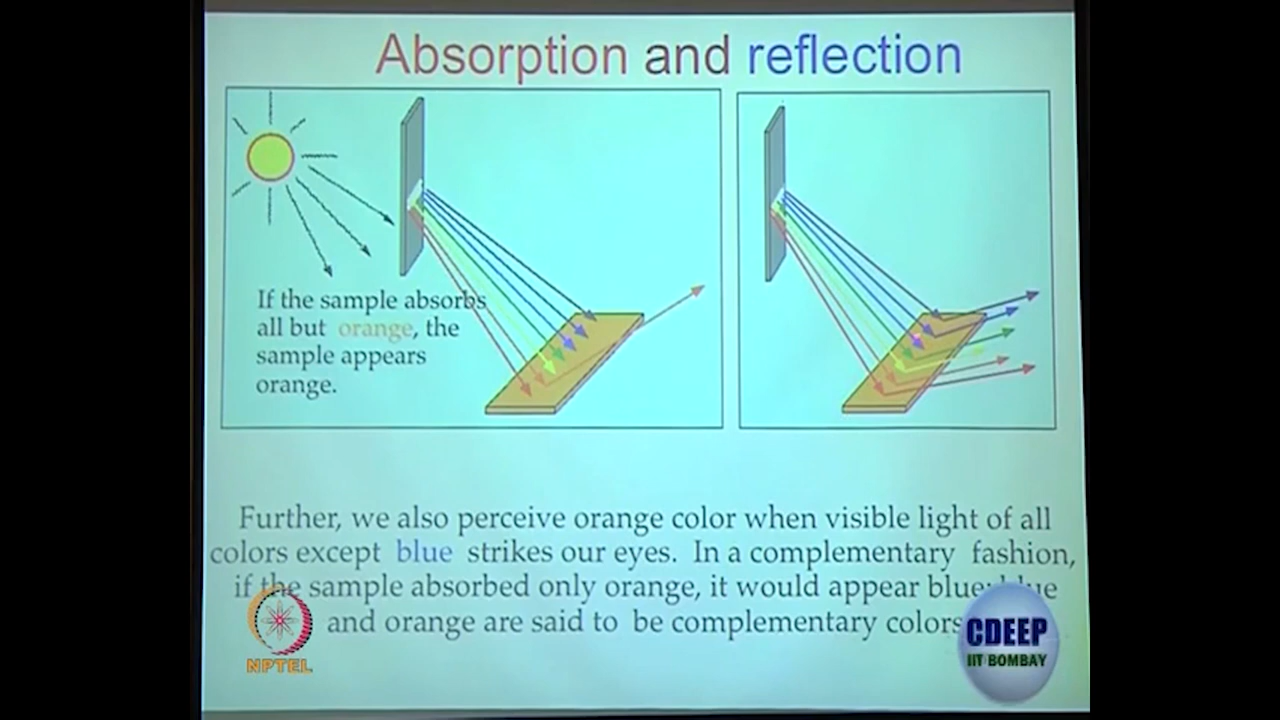 Absorption and reflection
If the sample absorbs
all but orange, the
sample appears
orange.
Further, we also perceive orange color when visible light of all
colors except blue strikes our eyes. In a complementary fashion,
if the sample absorbed only orange, it would appear blue; blue
and orange are said to be complementary colors
NPTEL
CDEEP
IIT BOMBAY